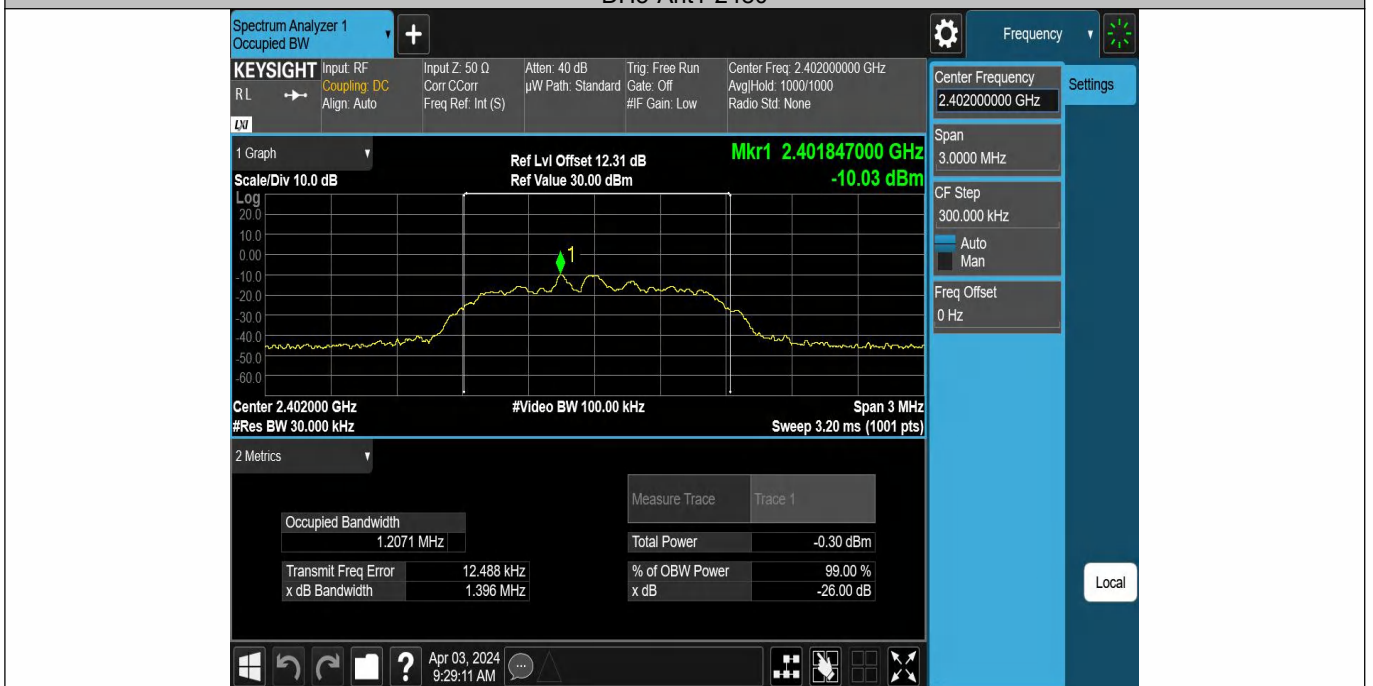 Spectrum Analyzer 1
Occupied BW
Frequency
KEYSIGHT
R L
LXI
Input: RF
Coupling: DC
Align: Auto
Input Z: 50 Ω
Corr CCorr
Freq Ref: Int (S)
Atten: 40 dB
µW Path: Standard
Trig: Free Run
Gate: Off
#IF Gain: Low
Center Freq: 2.402000000 GHz
Avg|Hold: 1000/1000
Radio Std: None
Center Frequency
2.402000000 GHz
Settings
Span
3.0000 MHz
CF Step
300.000 kHz
Auto
Man
Freq Offset
0 Hz
Local
1 Graph
Scale/Div 10.0 dB
Ref Lvl Offset 12.31 dB
Ref Value 30.00 dBm
Mkr1 2.401847000 GHz
-10.03 dBm
Log
20.0
10.0
0.00
-10.0
-20.0
-30.0
-40.0
-50.0
-60.0
1
Center 2.402000 GHz
#Video BW 100.00 kHz
Span 3 MHz
#Res BW 30.000 kHz
Sweep 3.20 ms (1001 pts)
2 Metrics
Measure Trace Trace 1
Occupied Bandwidth
1.2071 MHz
Total Power -0.30 dBm
Transmit Freq Error 12.488 kHz
% of OBW Power 99.00 %
x dB Bandwidth 1.396 MHz
x dB -26.00 dB
?
Apr 03, 2024
9:29:11 AM